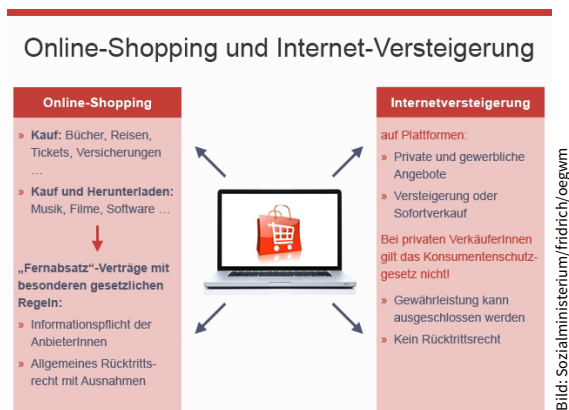 Online-Shopping und Internet-Versteigerung
Online-Shopping
» Kauf: Bücher, Reisen,
Tickets, Versicherungen
…
» Kauf und Herunterladen:
Musik, Filme, Software …
„Fernabsatz“-Verträge mit
besonderen gesetzlichen
Regeln:
» Informationspflicht der
AnbieterInnen
» Allgemeines Rücktritts-
recht mit Ausnahmen
Internetversteigerung
auf Plattformen:
» Private und gewerbliche
Angebote
» Versteigerung oder
Sofortverkauf
Bei privaten VerkäuferInnen
gilt das Konsumentenschutz-
gesetz nicht!
» Gewährleistung kann
ausgeschlossen werden
» Kein Rücktrittsrecht
Bild: Sozialministerium/fridrich/oegwm